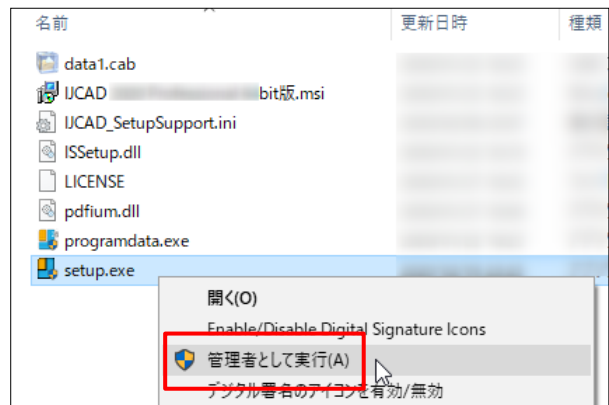 名前 更新日時 種類
data1.cab
IJCAD bit版.msi
IJCAD_SetupSupport.ini
ISSetup.dll
LICENSE
pdfium.dll
programdata.exe
setup.exe
開く(O)
Enable/Disable Digital Signature Icons
管理者として実行(A)
デジタル署名のアイコンを有効/無効